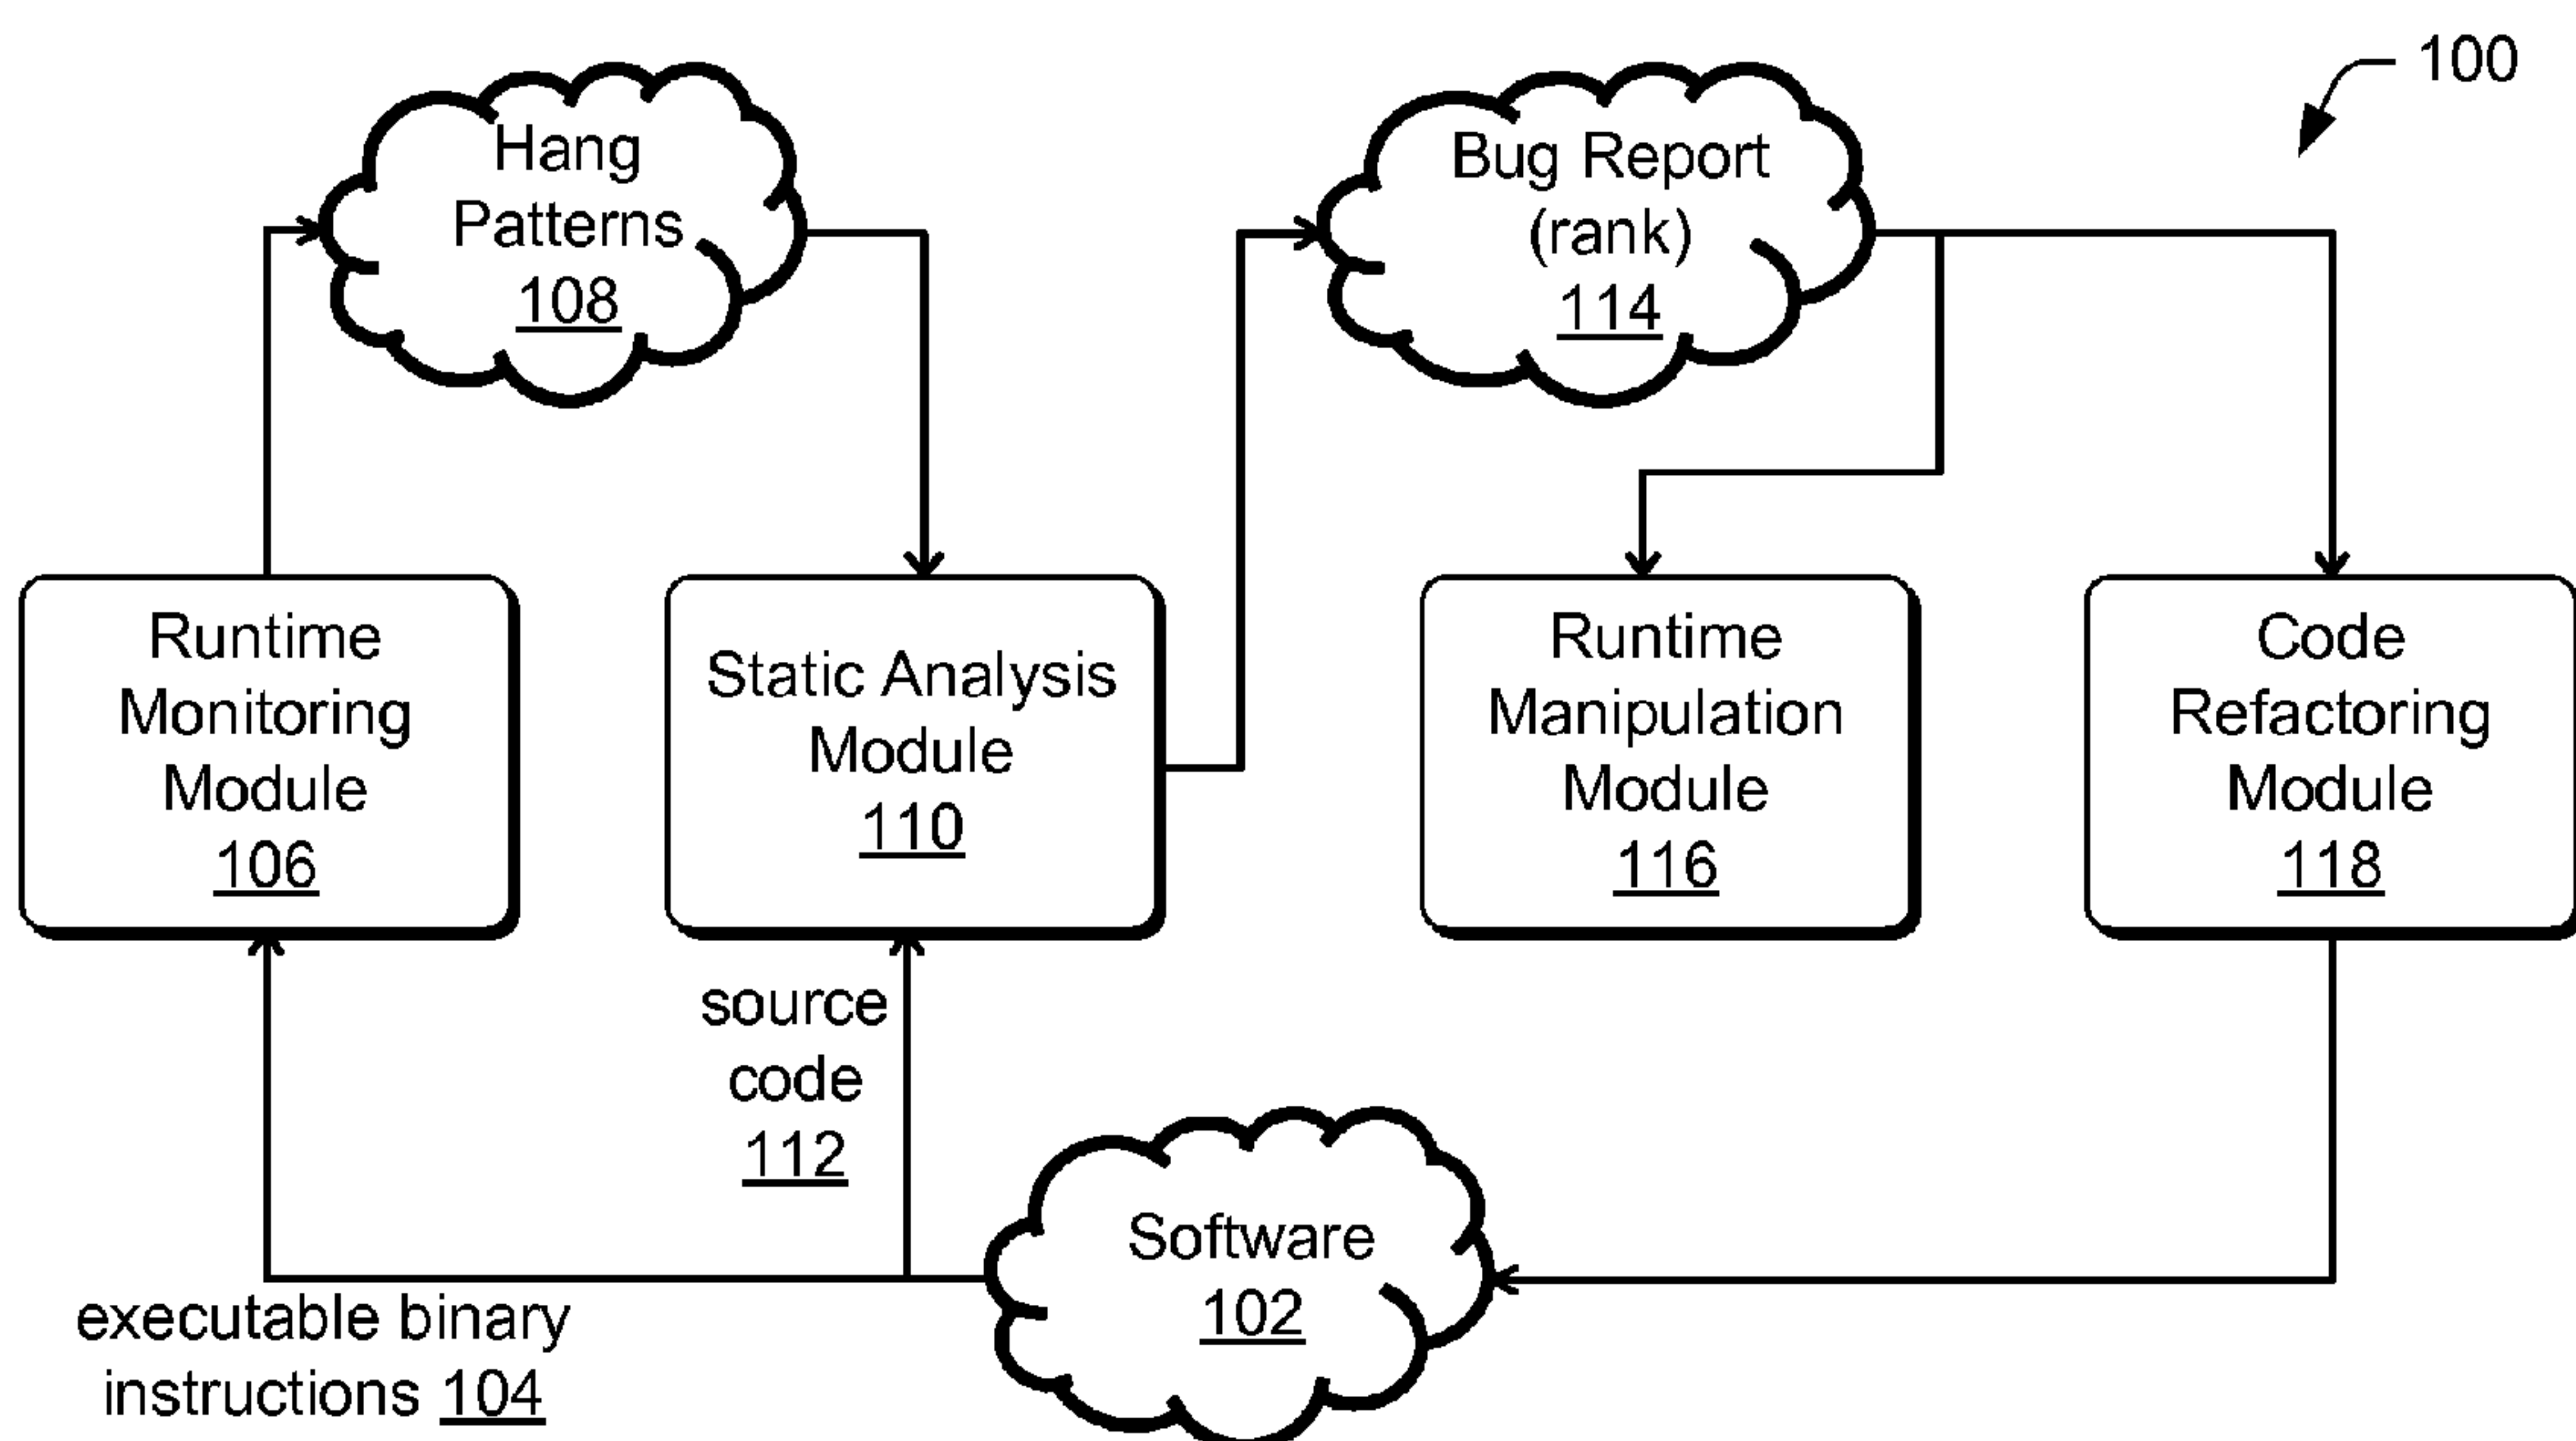 100
Hang
Patterns
108
Bug Report
(rank)
114
Runtime
Monitoring
Module
106
Static Analysis
Module
110
Runtime
Manipulation
Module
116
Code
Refactoring
Module
118
source
code
112
Software
102
executable binary
instructions 104